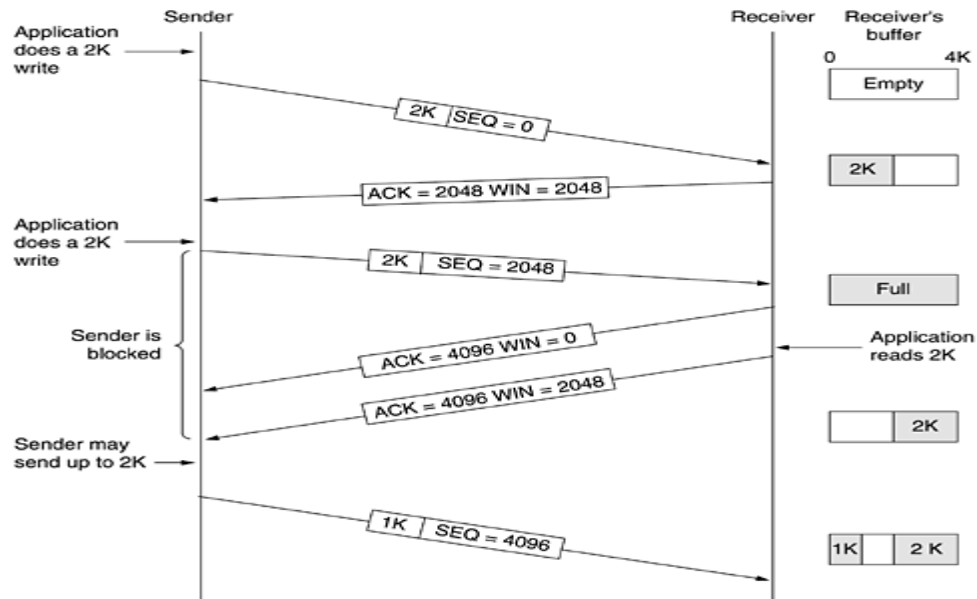 Sender
Receiver
Receiver's
buffer
Application
does a 2K
write
0 4K
Empty
2K SEQ = 0
2K
ACK = 2048 WIN = 2048
Application
does a 2K
write
2K SEQ = 2048
Full
Sender is
blocked
ACK = 4096 WIN = 0
Application
reads 2K
ACK = 4096 WIN = 2048
2K
Sender may
send up to 2K
1K SEQ = 4096
1K 2 K